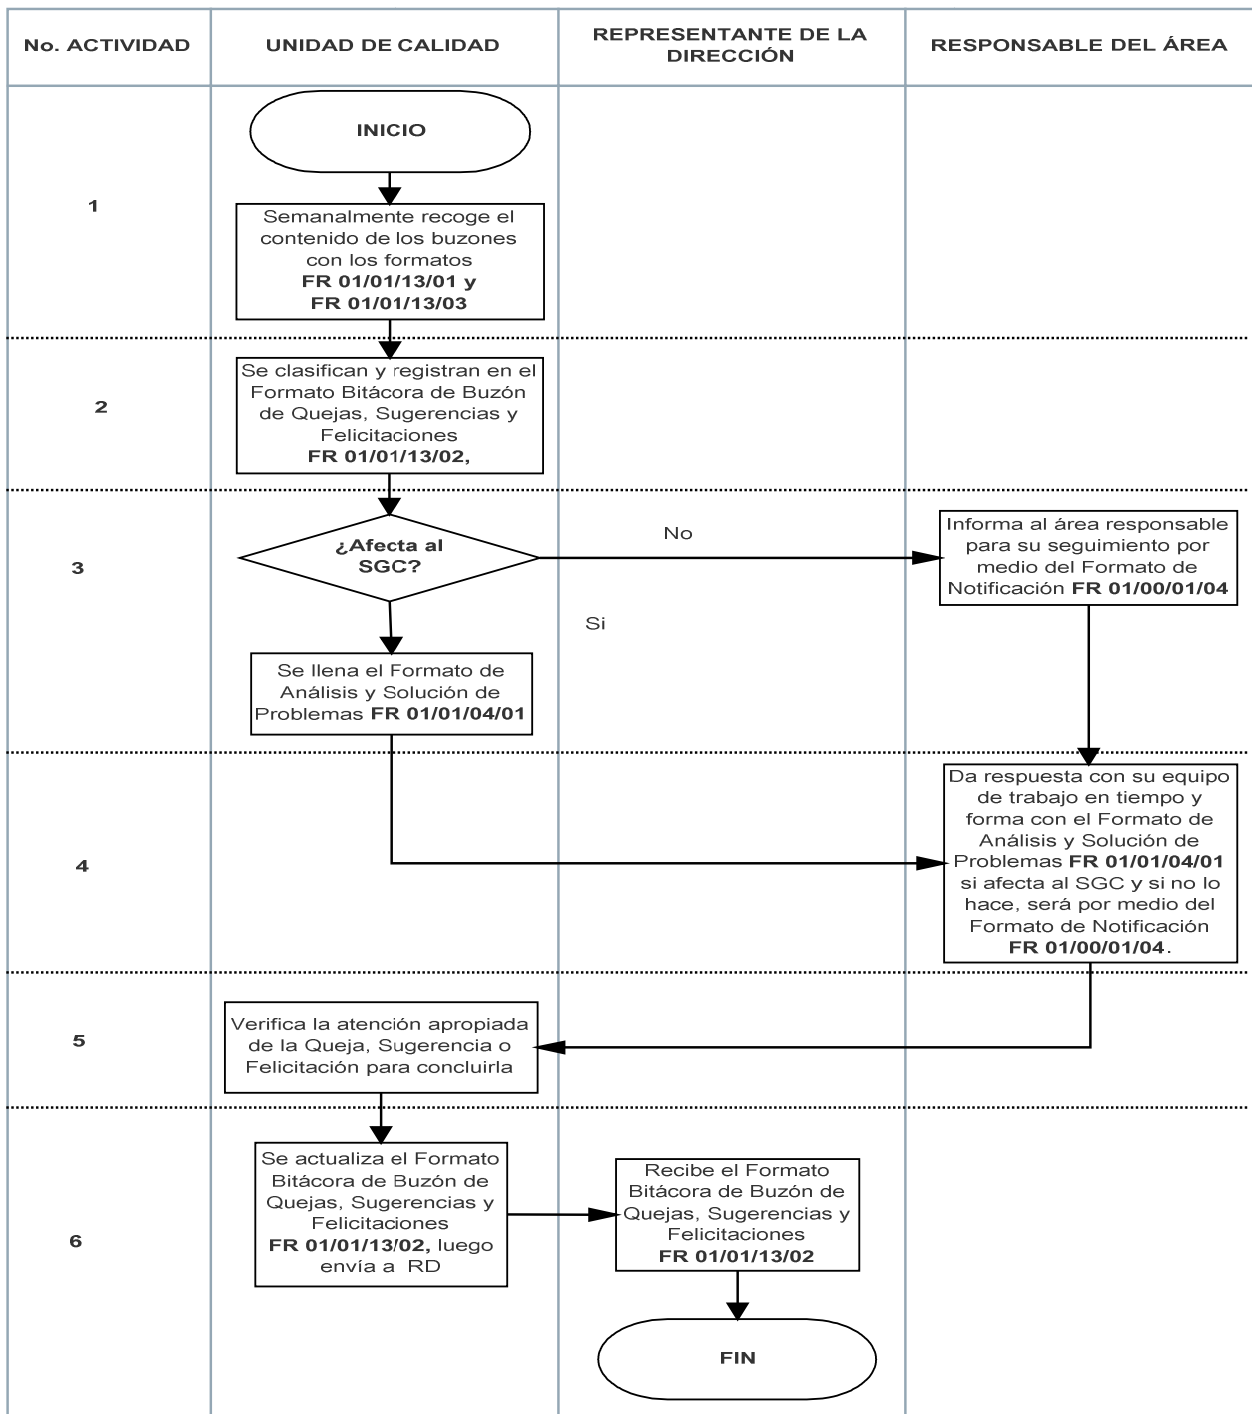 No. ACTIVIDAD
UNIDAD DE CALIDAD
REPRESENTANTE DE LA
DIRECCIÓN
RESPONSABLE DEL ÁREA
INICIO
1
Semanalmente recoge el
contenido de los buzones
con los formatos
FR 01/01/13/01 y
FR 01/01/13/03
2
Se clasifican y registran en el
Formato Bitácora de Buzón
de Quejas, Sugerencias y
Felicitaciones
FR 01/01/13/02,
3
¿Afecta al
SGC?
No
Informa al área responsable
para su seguimiento por
medio del Formato de
Notificación FR 01/00/01/04
Si
Se llena el Formato de
Análisis y Solución de
Problemas FR 01/01/04/01
4
Da respuesta con su equipo
de trabajo en tiempo y
forma con el Formato de
Análisis y Solución de
Problemas FR 01/01/04/01
si afecta al SGC y si no lo
hace, será por medio del
Formato de Notificación
FR 01/00/01/04.
5
Verifica la atención apropiada
de la Queja, Sugerencia o
Felicitación para concluirla
6
Se actualiza el Formato
Bitácora de Buzón de
Quejas, Sugerencias y
Felicitaciones
FR 01/01/13/02, luego
envía a RD
Recibe el Formato
Bitácora de Buzón de
Quejas, Sugerencias y
Felicitaciones
FR 01/01/13/02
FIN